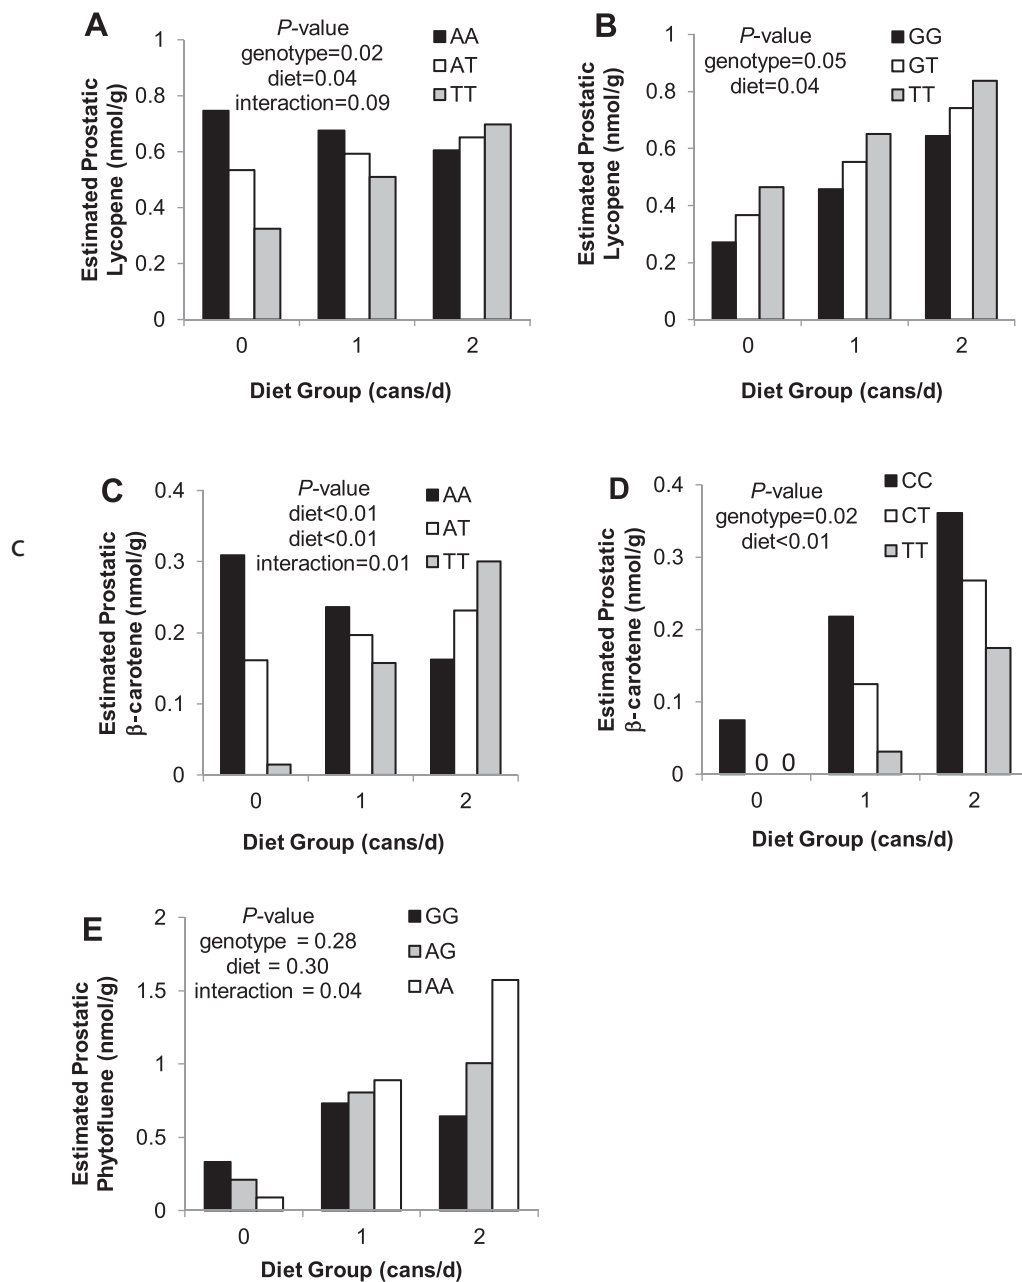 A
P-value
genotype=0.02
diet=0.04
interaction=0.09
AA
AT
TT
Estimated Prostatic
Lycopene (nmol/g)
1
0.8
0.6
0.4
0.2
0
0 1 2
Diet Group (cans/d)
B
P-value
genotype=0.05
diet=0.04
GG
GT
TT
Estimated Prostatic
Lycopene (nmol/g)
1
0.8
0.6
0.4
0.2
0
0 1 2
Diet Group (cans/d)
c
C
P-value
diet<0.01
diet<0.01
interaction=0.01
AA
AT
TT
Estimated Prostatic
β-carotene (nmol/g)
0.4
0.3
0.2
0.1
0
0 1 2
Diet Group (cans/d)
D
P-value
genotype=0.02
diet<0.01
CC
CT
TT
Estimated Prostatic
β-carotene (nmol/g)
0.4
0.3
0.2
0.1
0
0 0
0 1 2
Diet Group (cans/d)
E
P-value
genotype = 0.28
diet = 0.30
interaction = 0.04
GG
AG
AA
Estimated Prostatic
Phytofluene (nmol/g)
2
1.5
1
0.5
0
0 1 2
Diet Group (cans/d)